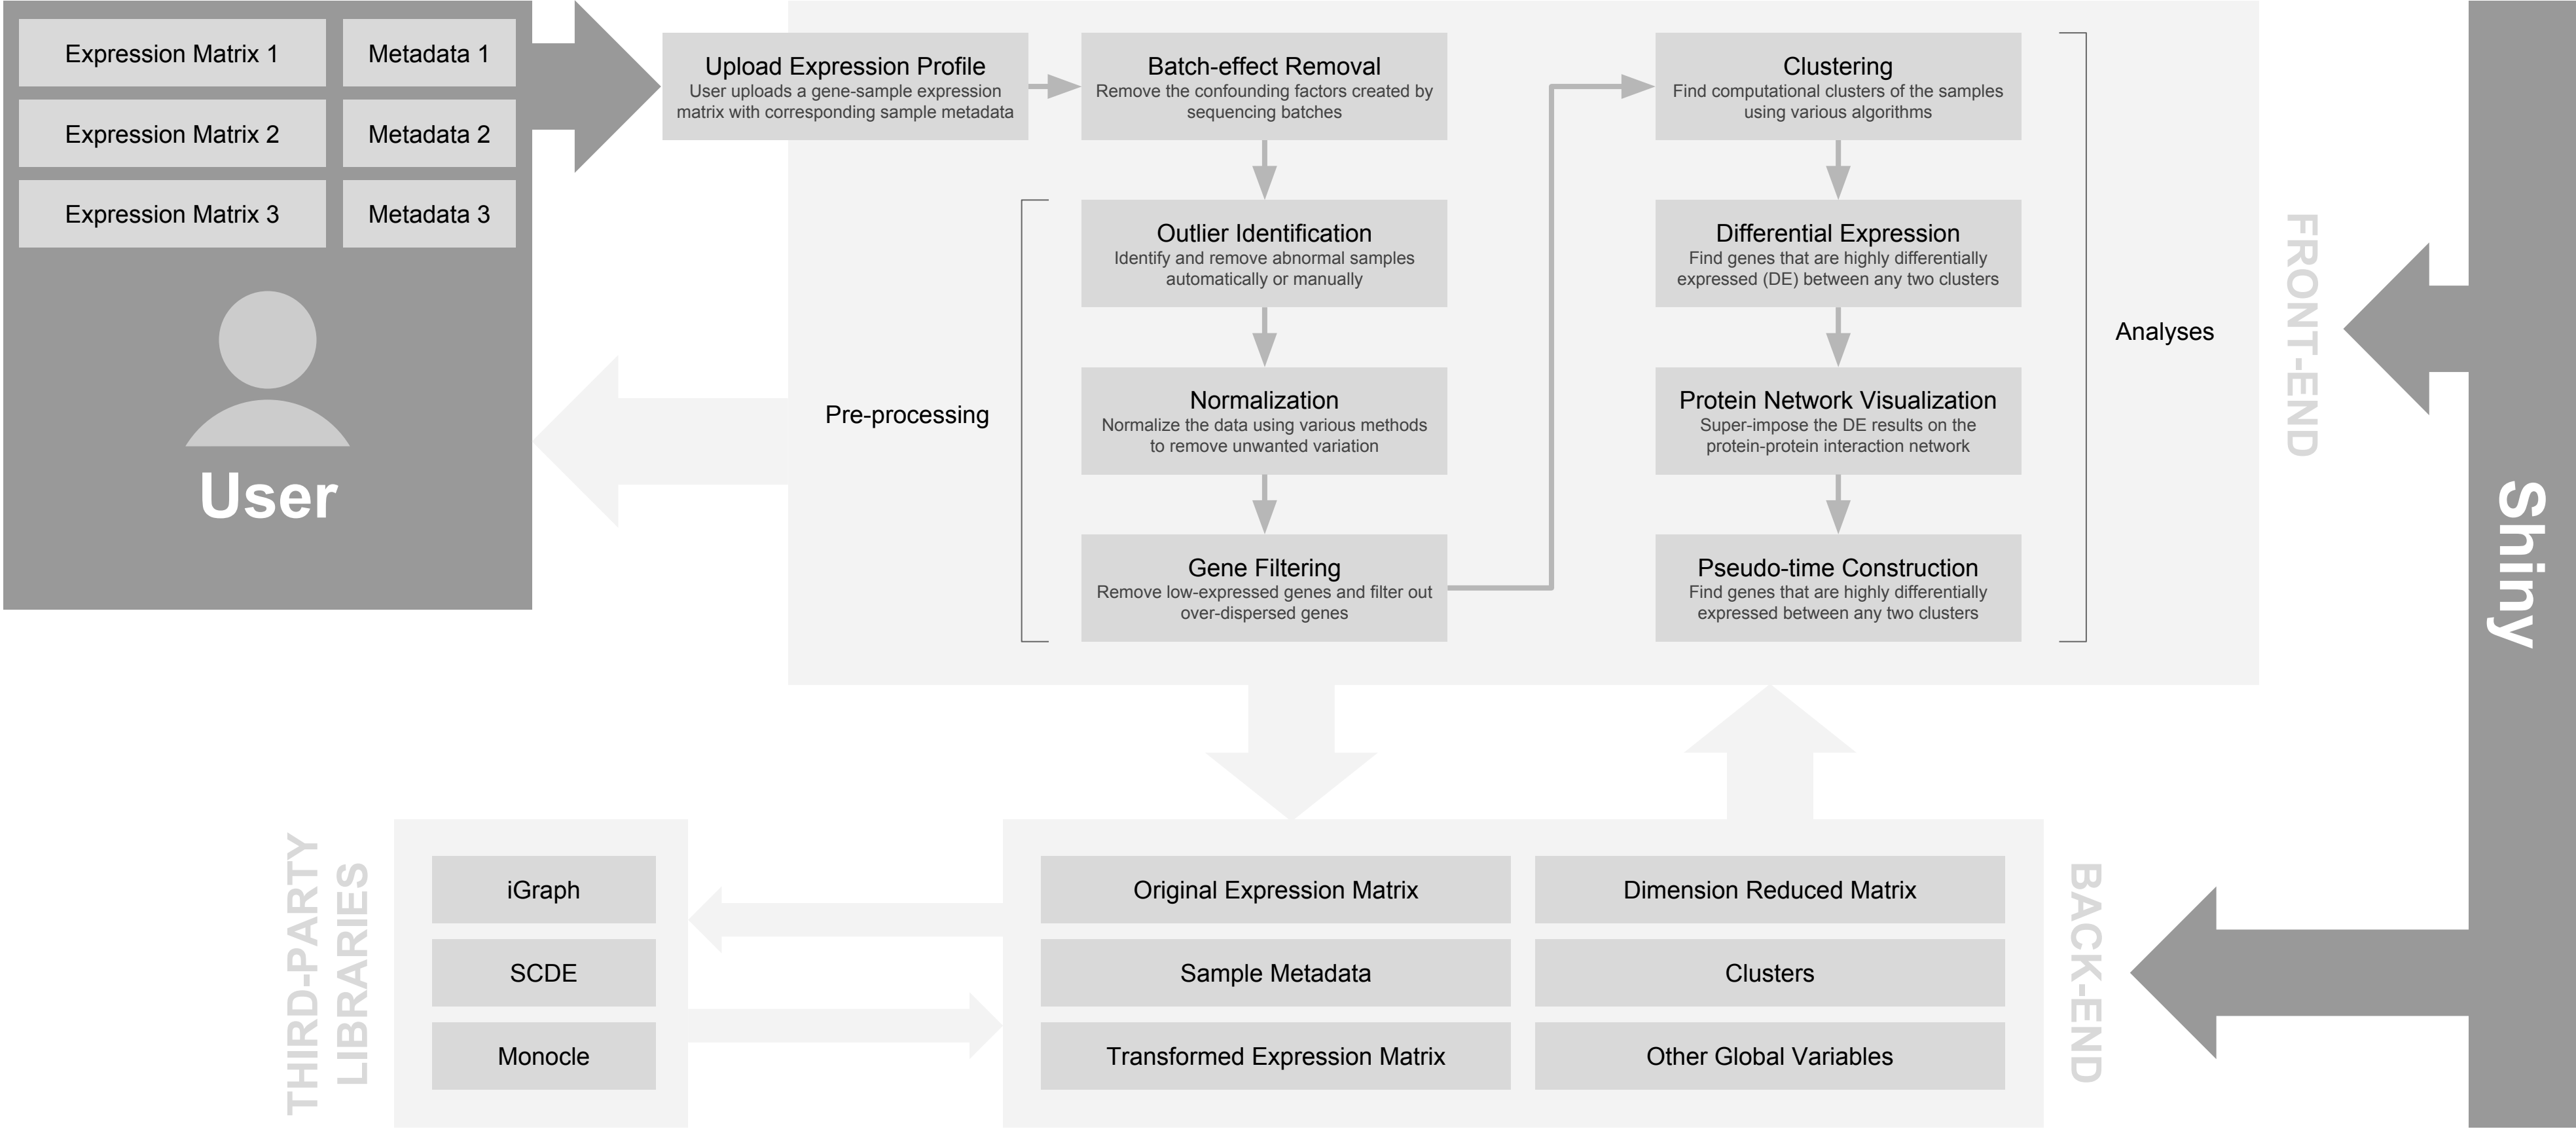 Expression Matrix 1
Metadata 1
Expression Matrix 2
Metadata 2
Expression Matrix 3
Metadata 3
User
Upload Expression Profile
User uploads a gene-sample expression
matrix with corresponding sample metadata
Batch-effect Removal
Remove the confounding factors created by
sequencing batches
Pre-processing
Outlier Identification
Identify and remove abnormal samples
automatically or manually
Normalization
Normalize the data using various methods
to remove unwanted variation
Gene Filtering
Remove low-expressed genes and filter out
over-dispersed genes
Clustering
Find computational clusters of the samples
using various algorithms
Differential Expression
Find genes that are highly differentially
expressed (DE) between any two clusters
Protein Network Visualization
Super-impose the DE results on the
protein-protein interaction network
Pseudo-time Construction
Find genes that are highly differentially
expressed between any two clusters
Analyses
FRONT-END
Shiny
THIRD-PARTY
LIBRARIES
iGraph
SCDE
Monocle
Original Expression Matrix
Dimension Reduced Matrix
Sample Metadata
Clusters
Transformed Expression Matrix
Other Global Variables
BACK-END